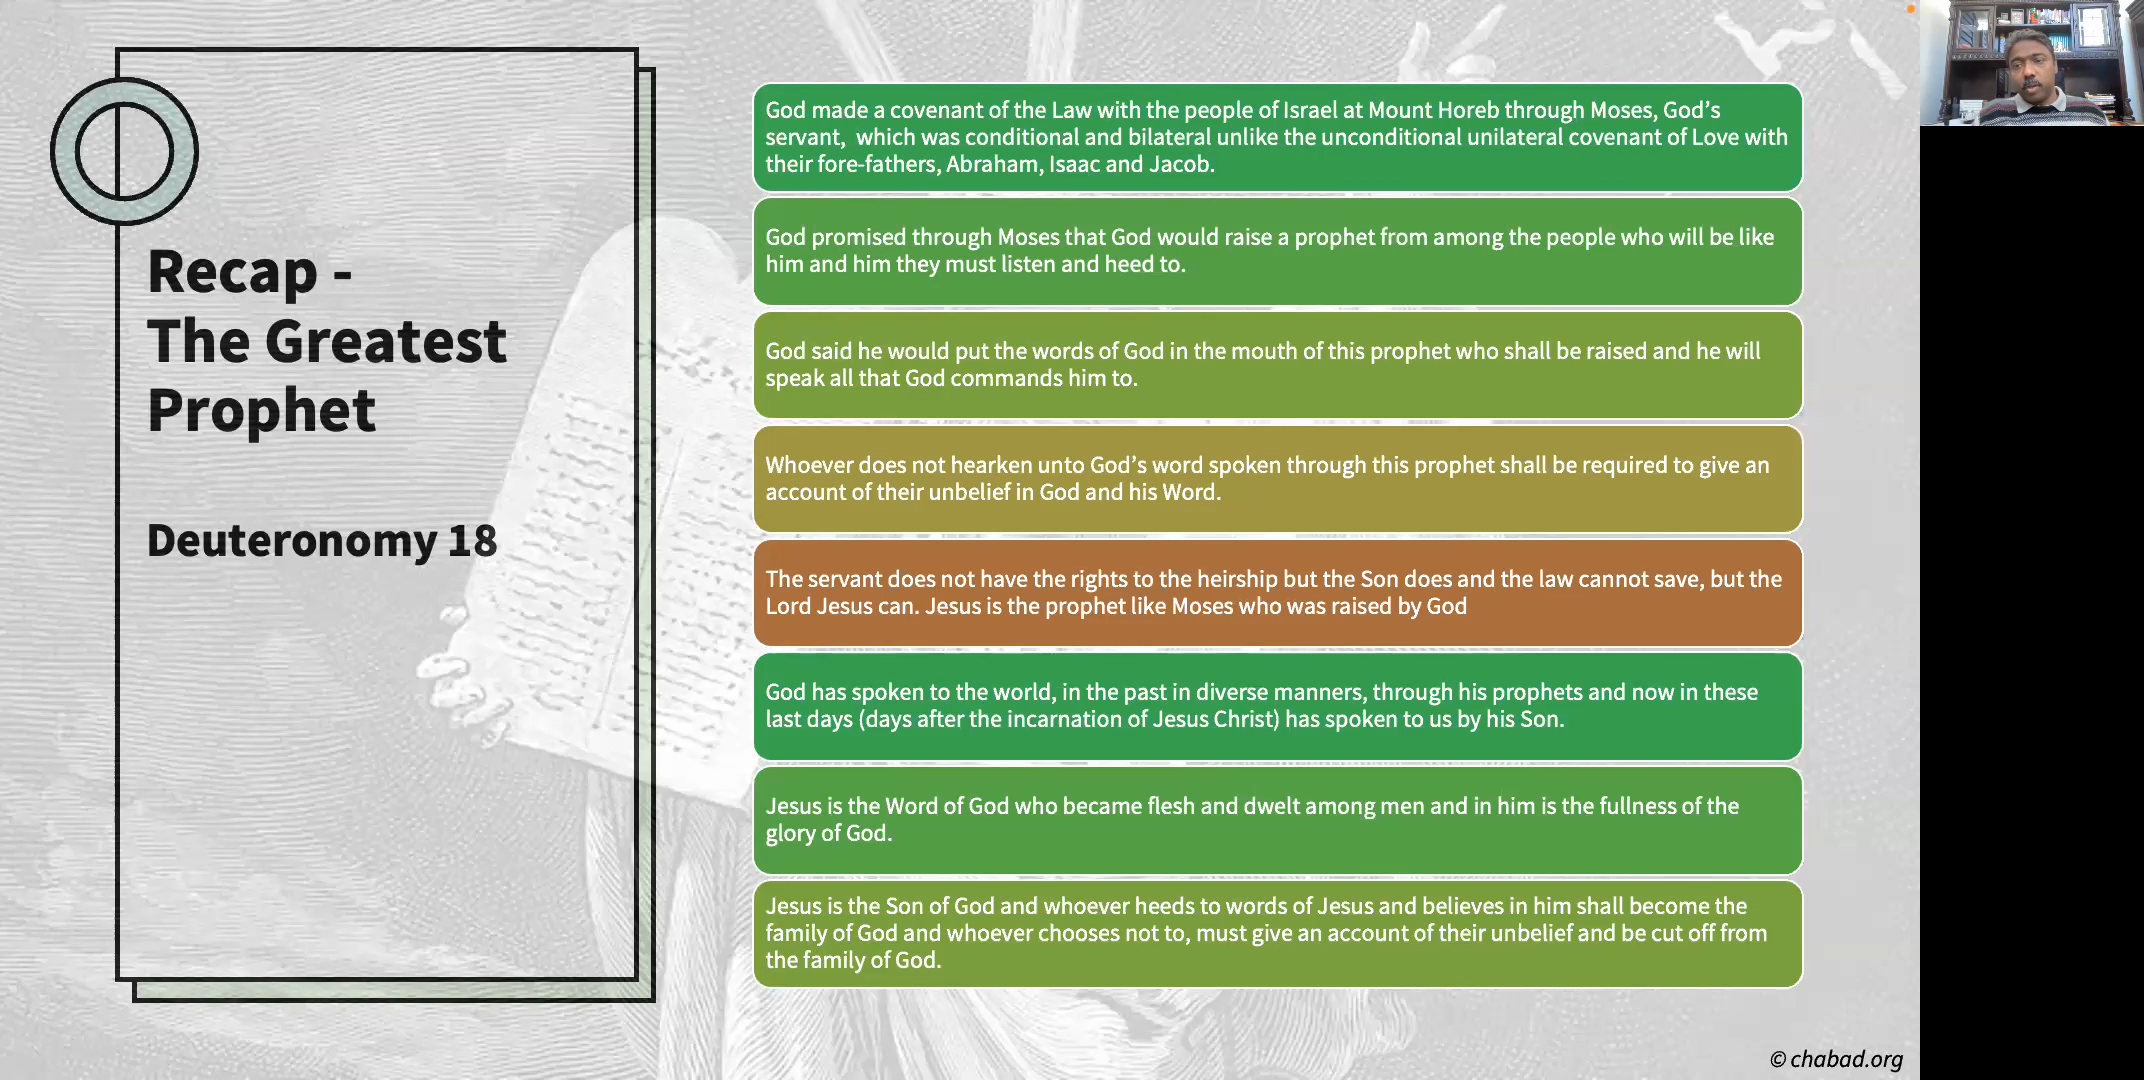 Recap -
The Greatest
Prophet
Deuteronomy 18
God made a covenant of the Law with the people of Israel at Mount Horeb through Moses, God’s
servant,  which was conditional and bilateral unlike the unconditional unilateral covenant of Love with
their fore-fathers, Abraham, Isaac and Jacob.
God promised through Moses that God would raise a prophet from among the people who will be like
him and him they must listen and heed to.
God said he would put the words of God in the mouth of this prophet who shall be raised and he will
speak all that God commands him to.
Whoever does not hearken unto God’s word spoken through this prophet shall be required to give an
account of their unbelief in God and his Word.
The servant does not have the rights to the heirship but the Son does and the law cannot save, but the
Lord Jesus can. Jesus is the prophet like Moses who was raised by God
God has spoken to the world, in the past in diverse manners, through his prophets and now in these
last days (days after the incarnation of Jesus Christ) has spoken to us by his Son.
Jesus is the Word of God who became flesh and dwelt among men and in him is the fullness of the
glory of God.
Jesus is the Son of God and whoever heeds to words of Jesus and believes in him shall become the
family of God and whoever chooses not to, must give an account of their unbelief and be cut off from
the family of God.
© chabad.org